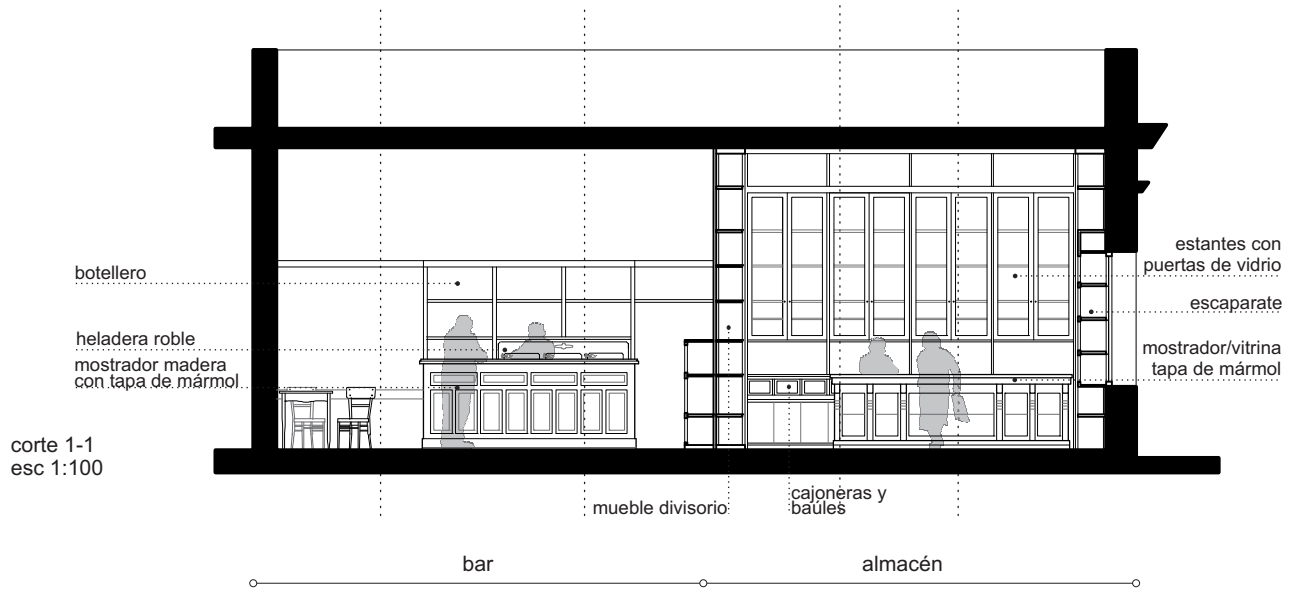 botellero
heladera roble
mostrador madera
con tapa de mármol
corte 1-1
esc 1:100
estantes con
puertas de vidrio
escaparate
mostrador/vitrina
tapa de mármol
mueble divisorio
cajoneras y
baúles
bar
almacén